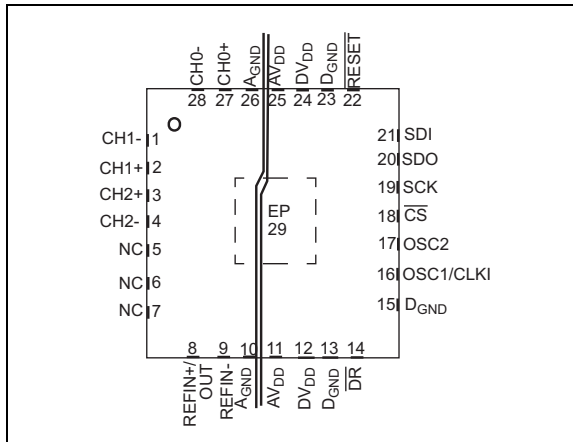 CH0-
CH0+
AGND
AVDD
DVDD
DGND
RESET
28 27 26 25 24 23 22
CH1- 1
CH1+ 2
CH2+ 3
CH2- 4
NC 5
NC 6
NC 7
EP
29
21 SDI
20 SDO
19 SCK
18 CS
17 OSC2
16 OSC1/CLKI
15 DGND
8 9 10 11 12 13 14
REFIN+/
OUT
REFIN-
AGND
AVDD
DVDD
DGND
DR